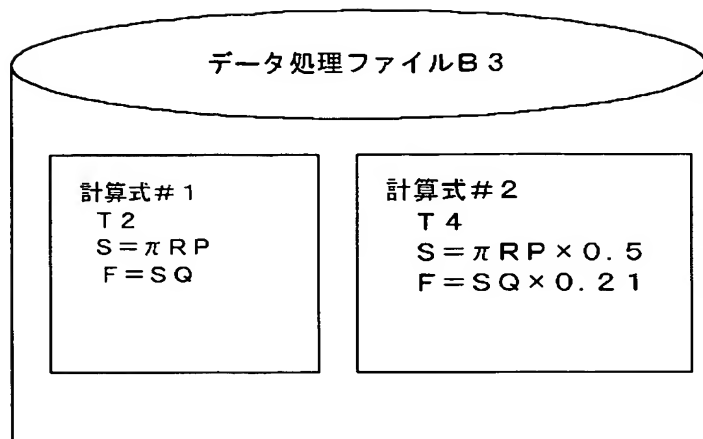 データ処理ファイルB3
計算式#1
T2
S=πRP
F=SQ
計算式#2
T4
S=πRP×0.5
F=SQ×0.21